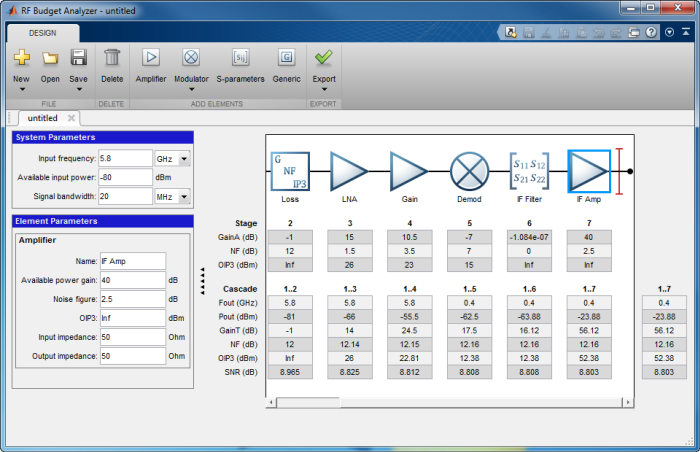 RF Budget Analyzer - untitled
DESIGN
New Open Save Delete Amplifier Modulator S-parameters Generic Export
FILE DELETE ADD ELEMENTS EXPORT
untitled
System Parameters
Input frequency: 5.8 GHz
Available input power: -80 dBm
Signal bandwidth: 20 MHz
Element Parameters
Amplifier
Name: IF Amp
Available power gain: 40 dB
Noise figure: 2.5 dB
OIP3: Inf dBm
Input impedance: 50 Ohm
Output impedance: 50 Ohm
G NF IP3
S11 S12
S21 S22
Loss LNA Gain Demod IF Filter IF Amp
Stage 2 3 4 5 6 7
GainA (dB) -1 15 10.5 -7 -1.084e-07 40
NF (dB) 12 1.5 3.5 7 0 2.5
OIP3 (dBm) Inf 26 23 15 Inf Inf
Cascade 1..2 1..3 1..4 1..5 1..6 1..7 1..7
Fout (GHz) 5.8 5.8 5.8 0.4 0.4 0.4 0.4
Pout (dBm) -81 -66 -55.5 -62.5 -63.88 -23.88 -23.88
GainT (dB) -1 14 24.5 17.5 16.12 56.12 56.12
NF (dB) 12 12.14 12.15 12.16 12.16 12.16 12.16
OIP3 (dBm) Inf 26 22.81 12.38 12.38 52.38 52.38
SNR (dB) 8.965 8.825 8.812 8.808 8.808 8.803 8.803